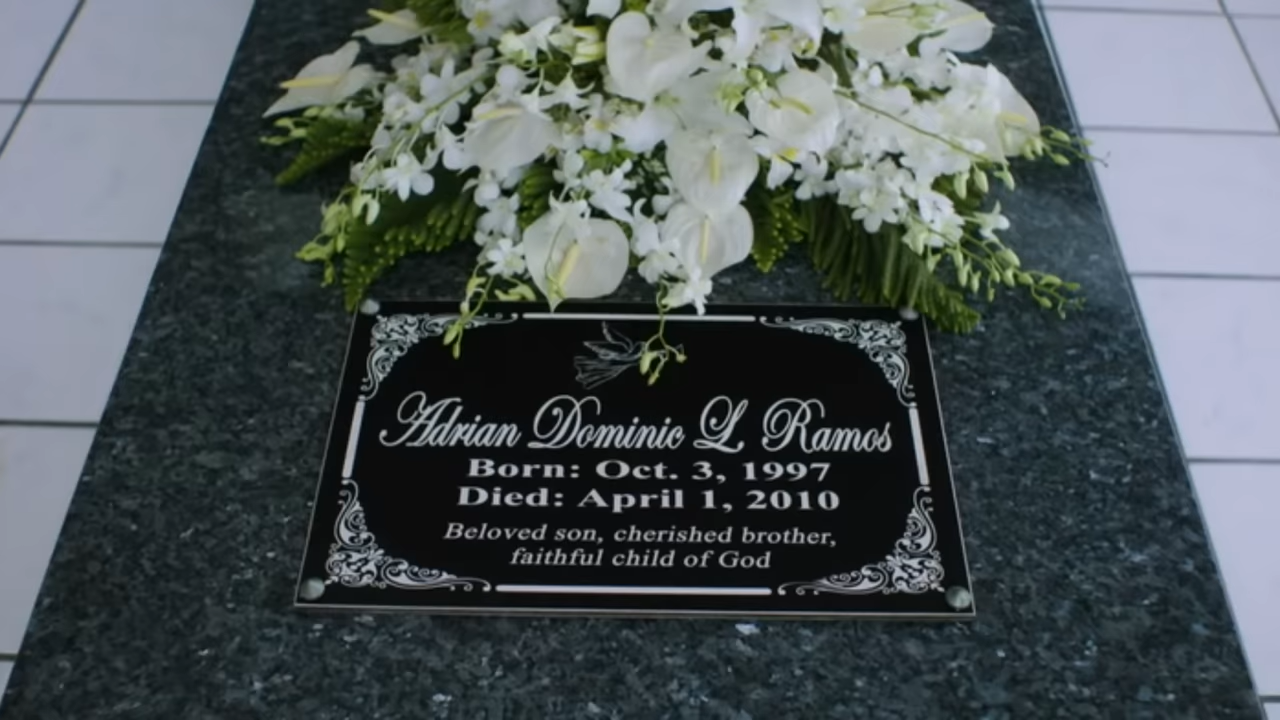 Adrian Dominic L. Ramos
Born: Oct. 3, 1997
Died: April 1, 2010
Beloved son, cherished brother,
faithful child of God